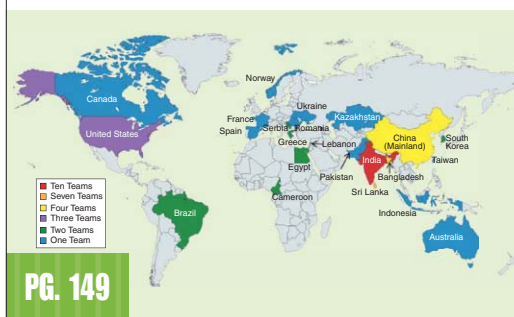 Norway
Canada
Ukraine
Kazakhstan
France
Serbia
Romania
Spain
United States
Greece
Lebanon
China
(Mainland)
South
Korea
Egypt
Pakistan
India
Bangladesh
Taiwan
Sri Lanka
Cameroon
Indonesia
Brazil
Australia
Ten Teams
Seven Teams
Four Teams
Three Teams
Two Teams
One Team
PG. 149